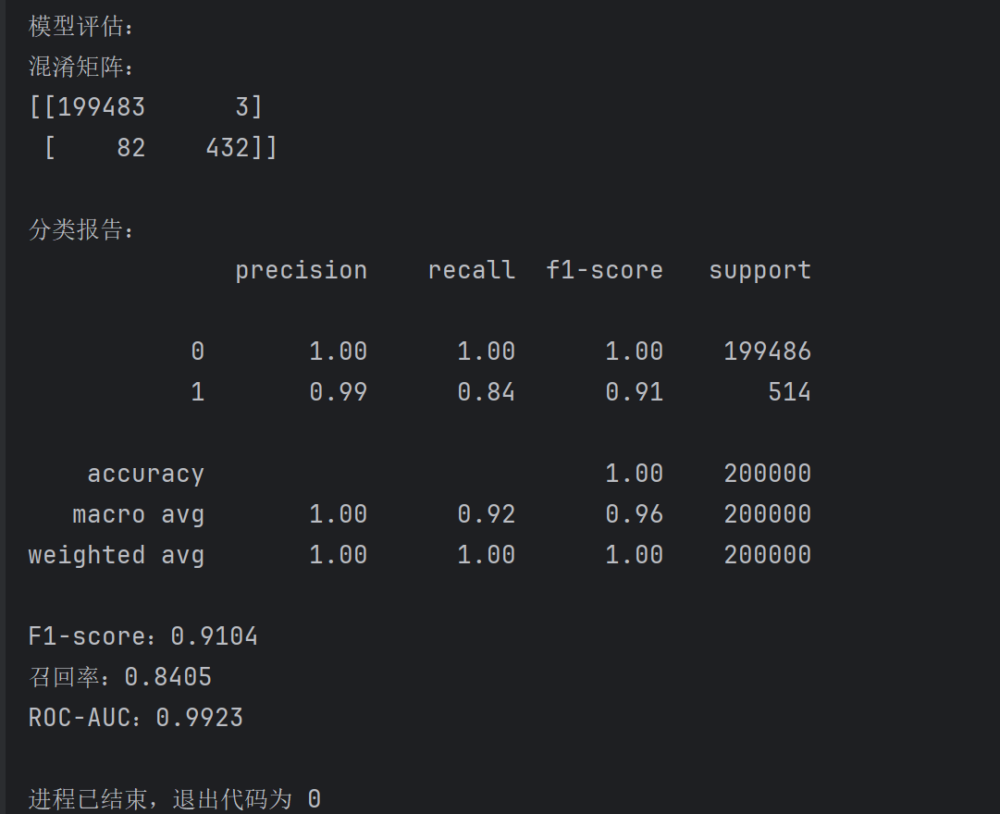 模型评估：
混淆矩阵：
[[199483      3]
 [    82    432]]
分类报告：
              precision    recall  f1-score   support
           0       1.00      1.00      1.00    199486
           1       0.99      0.84      0.91       514
    accuracy                           1.00    200000
   macro avg       1.00      0.92      0.96    200000
weighted avg       1.00      1.00      1.00    200000
F1-score：0.9104
召回率：0.8405
ROC-AUC：0.9923
进程已结束，退出代码为 0